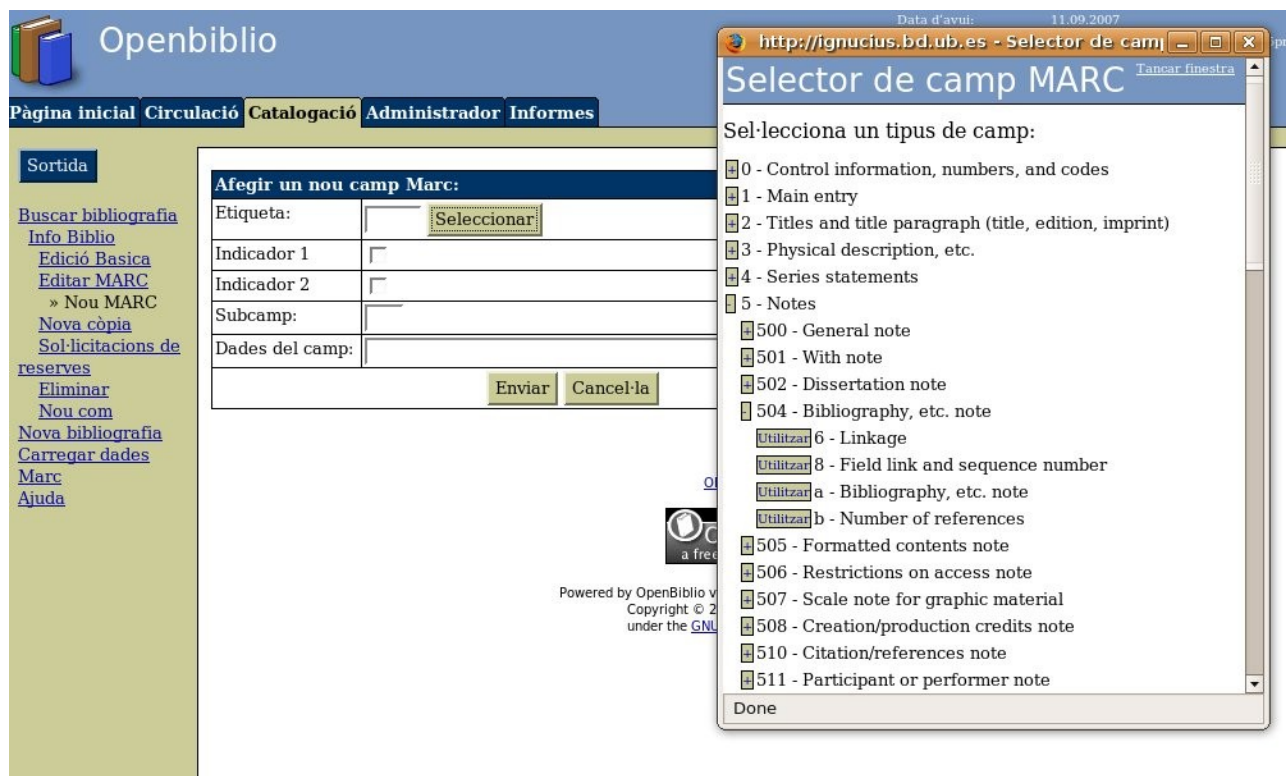 Openbiblio
Data d'avui: 11.09.2007
Pàgina inicial Circulació Catalogació Administrador Informes
Sortida
Buscar bibliografia
Info Biblio
Edició Basica
Editar MARC
» Nou MARC
Nova còpia
Sol·licitacions de
reserves
Eliminar
Nou com
Nova bibliografia
Carregar dades
Marc
Ajuda
Afegir un nou camp Marc:
Etiqueta: Seleccionar
Indicador 1
Indicador 2
Subcamp:
Dades del camp:
Enviar Cancel·la
a free
Powered by OpenBiblio v
Copyright © 2
under the GNU
http://ignucius.bd.ub.es - Selector de camp
Selector de camp MARC Tancar finestra
Sel·lecciona un tipus de camp:
+ 0 - Control information, numbers, and codes
+ 1 - Main entry
+ 2 - Titles and title paragraph (title, edition, imprint)
+ 3 - Physical description, etc.
+ 4 - Series statements
- 5 - Notes
+ 500 - General note
+ 501 - With note
+ 502 - Dissertation note
- 504 - Bibliography, etc. note
Utilitzar 6 - Linkage
Utilitzar 8 - Field link and sequence number
Utilitzar a - Bibliography, etc. note
Utilitzar b - Number of references
+ 505 - Formatted contents note
+ 506 - Restrictions on access note
+ 507 - Scale note for graphic material
+ 508 - Creation/production credits note
+ 510 - Citation/references note
+ 511 - Participant or performer note
Done